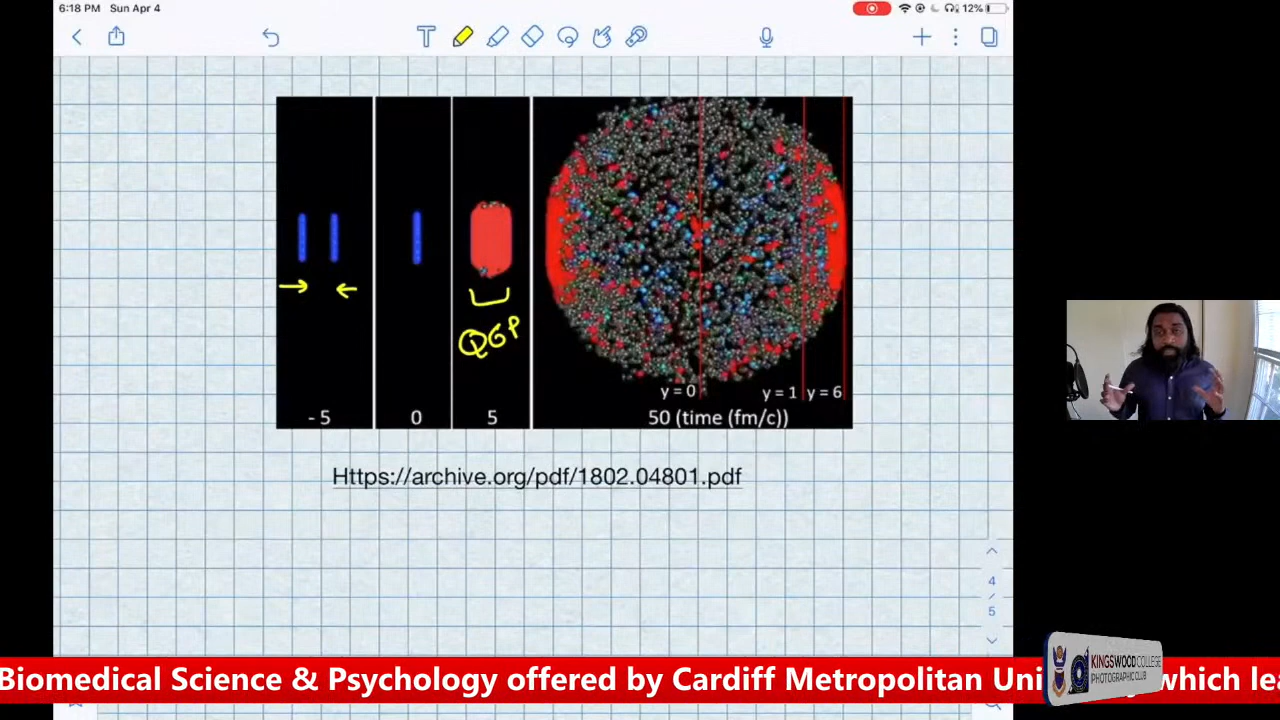 6:18 PM Sun Apr 4
12%
T
QGP
y = 0
y = 1
y = 6
- 5
0
5
50 (time (fm/c))
Https://archive.org/pdf/1802.04801.pdf
4
/
5
Biomedical Science & Psychology offered by Cardiff Metropolitan Uni which lea
KINGSWOOD COLLEGE
PHOTOGRAPHIC CLUB